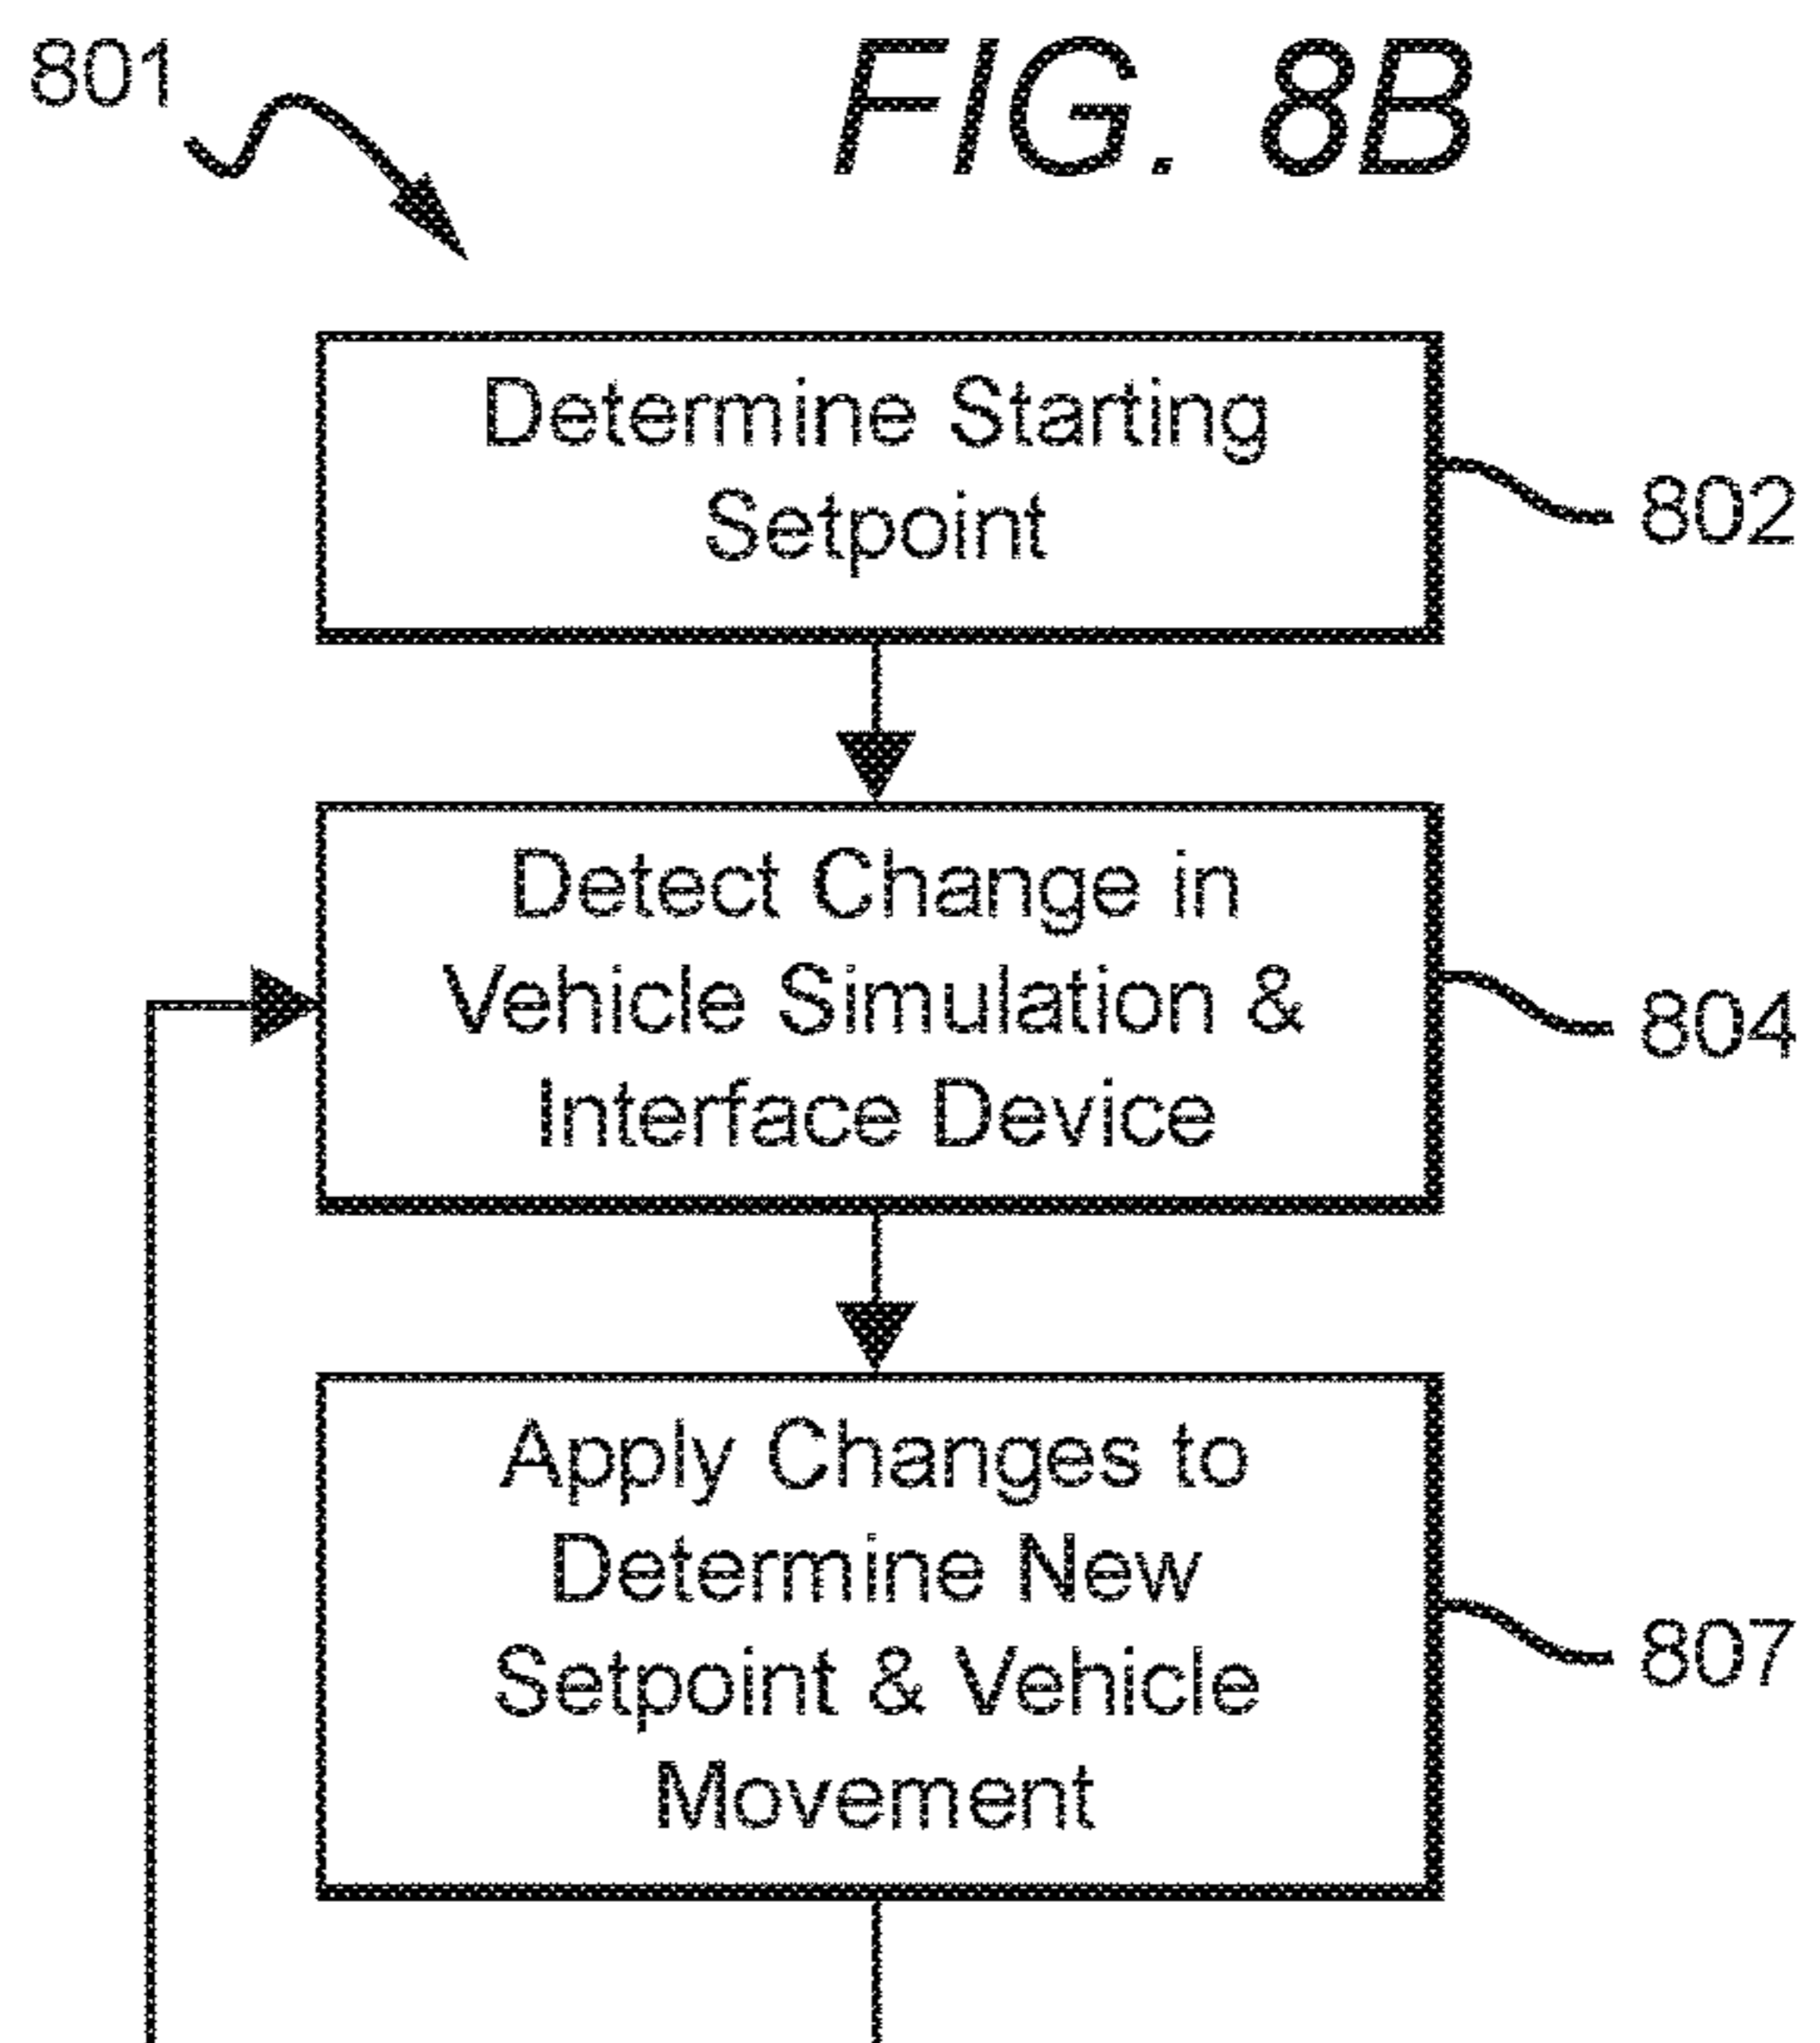 801
FIG. 8B
Determine Starting
Setpoint
802
Detect Change in
Vehicle Simulation &
Interface Device
804
Apply Changes to
Determine New
Setpoint & Vehicle
Movement
807